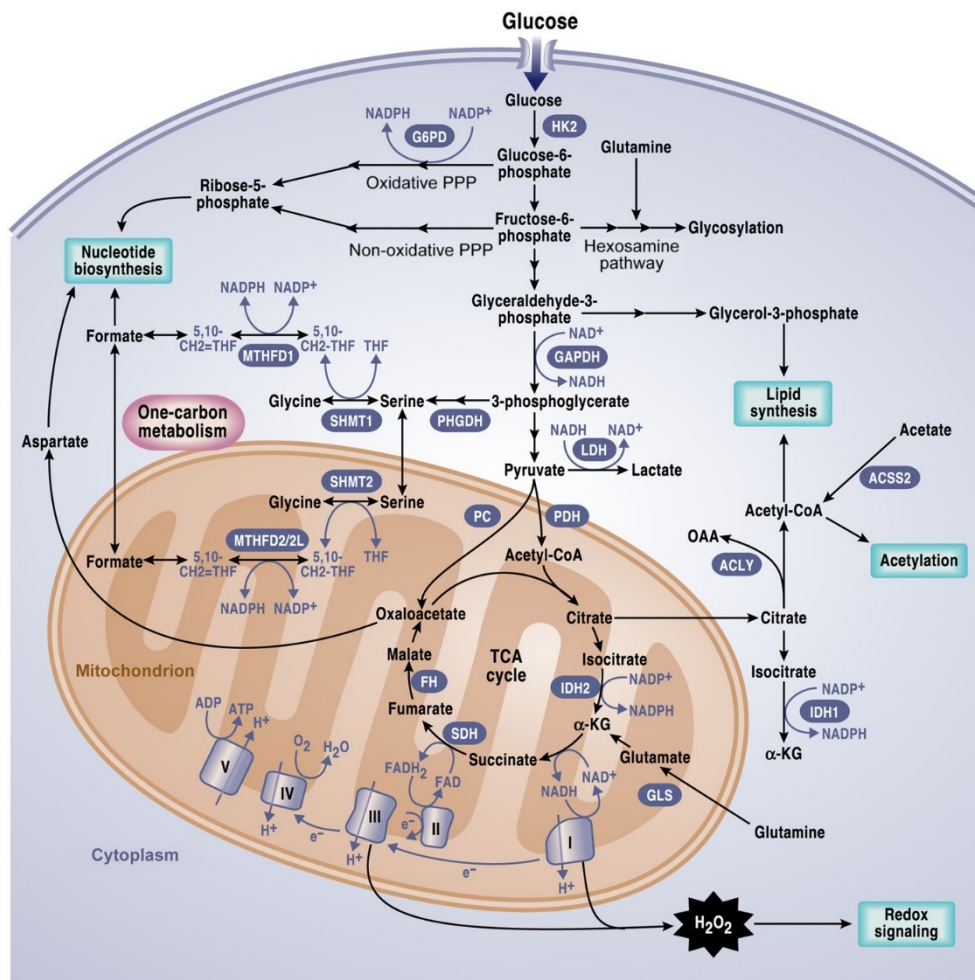 Glucose
Glucose
NADPH
NADP+
G6PD
HK2
Glucose-6-
phosphate
Glutamine
Oxidative PPP
Ribose-5-
phosphate
Fructose-6-
phosphate
Glycosylation
Non-oxidative PPP
Hexosamine
pathway
Nucleotide
biosynthesis
NADPH
NADP+
Glyceraldehyde-3-
phosphate
Glycerol-3-phosphate
Formate
5,10-
CH2=THF
MTHFD1
5,10-
CH2-THF
THF
NAD+
GAPDH
NADH
Glycine
SHMT1
Serine
PHGDH
3-phosphoglycerate
Lipid
synthesis
One-carbon
metabolism
Aspartate
NADH
LDH
NAD+
Acetate
Pyruvate
Lactate
ACSS2
SHMT2
Glycine
Serine
PC
PDH
Acetyl-CoA
MTHFD2/2L
Formate
5,10-
CH2=THF
5,10-
CH2-THF
THF
Acetyl-CoA
OAA
ACLY
Acetylation
NADPH
NADP+
Oxaloacetate
Citrate
Citrate
Mitochondrion
Malate
TCA
cycle
Isocitrate
Isocitrate
FH
IDH2
NADP+
NADPH
NADP+
IDH1
NADPH
Fumarate
α-KG
α-KG
ADP
ATP
H+
O2
H2O
SDH
Succinate
Glutamate
FADH2
FAD
NADH
NAD+
GLS
V
IV
III
II
I
Glutamine
H+
e–
H+
e–
e–
H+
Cytoplasm
H2O2
Redox
signaling